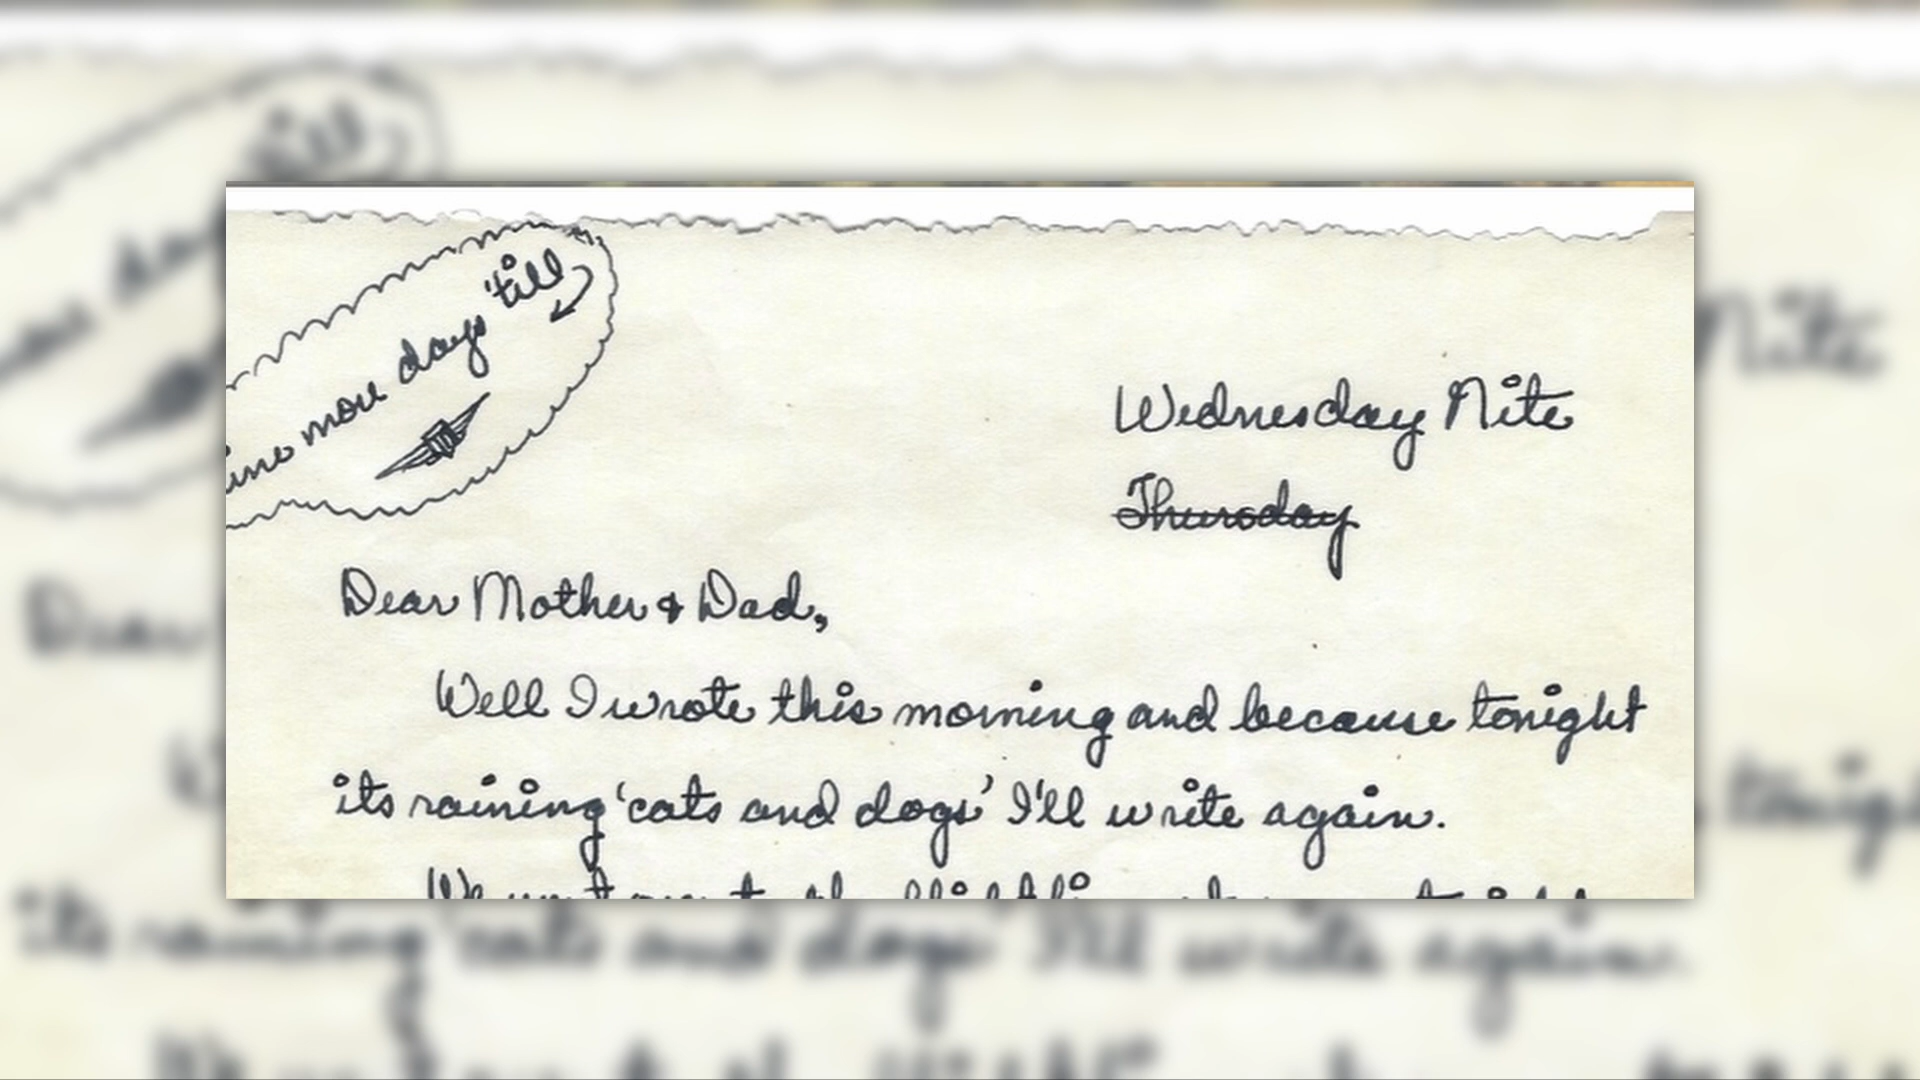 more days 'till
Wednesday Nite
Thursday
Dear Mother & Dad,
Well I wrote this morning and because tonight
its raining 'cats and dogs' I'll write again.